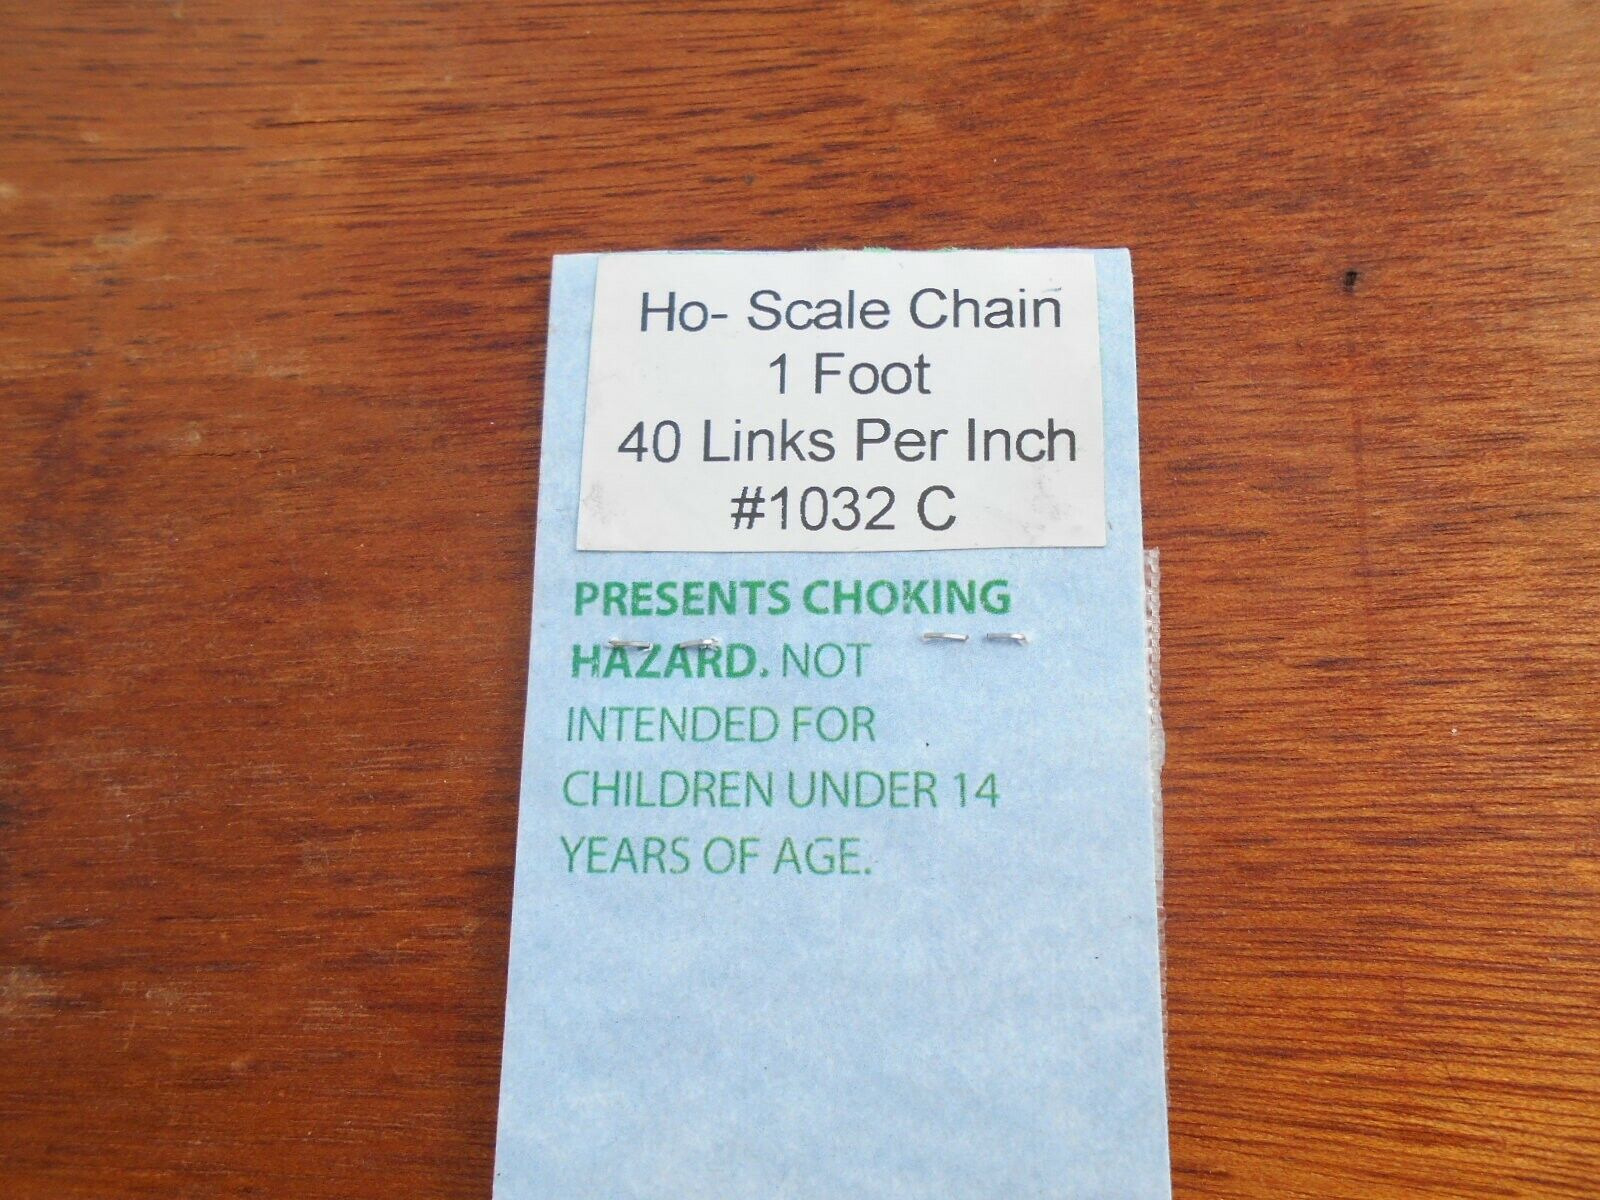 Ho- Scale Chain
1 Foot
40 Links Per Inch
#1032 C
PRESENTS CHOKING
HAZARD. NOT
INTENDED FOR
CHILDREN UNDER 14
YEARS OF AGE.